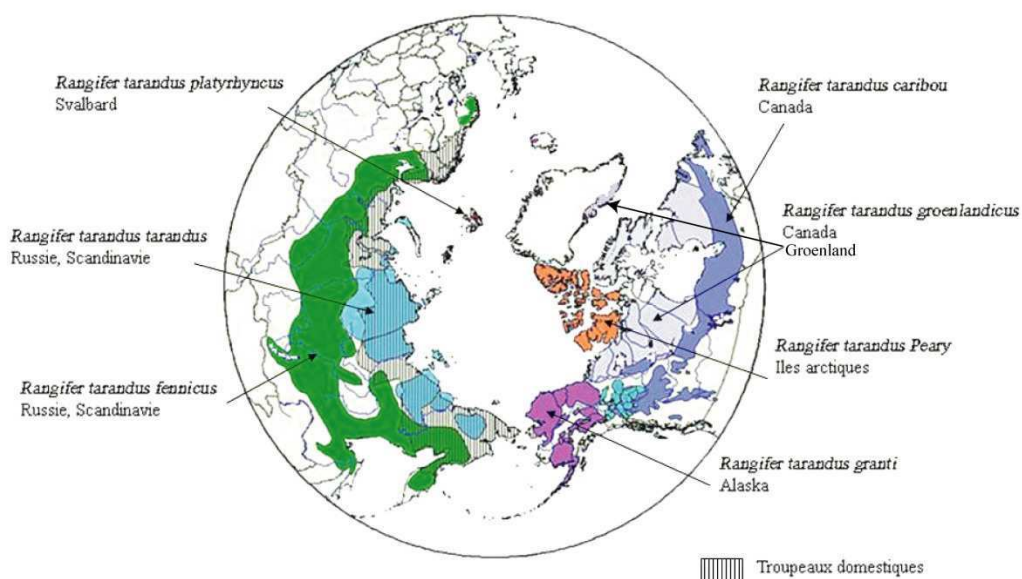 Rangifer tarandus platyrhyncus
Svalbard
Rangifer tarandus tarandus
Russie, Scandinavie
Rangifer tarandus fennicus
Russie, Scandinavie
Rangifer tarandus caribou
Canada
Rangifer tarandus groenlandicus
Canada
Groenland
Rangifer tarandus Peary
Iles arctiques
Rangifer tarandus granti
Alaska
Troupeaux domestiques